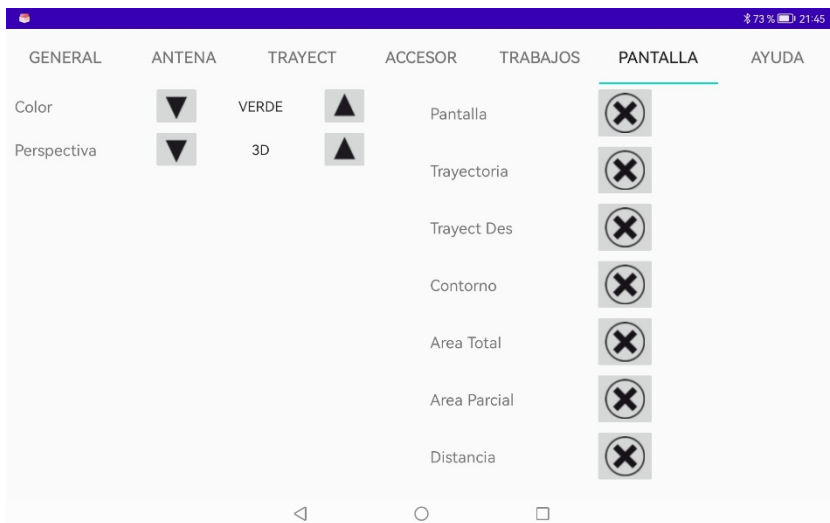 73 % 21:45
GENERAL ANTENA TRAYECT ACCESOR TRABAJOS PANTALLA AYUDA
Color VERDE
Perspectiva 3D
Pantalla
Trayectoria
Trayect Des
Contorno
Area Total
Area Parcial
Distancia